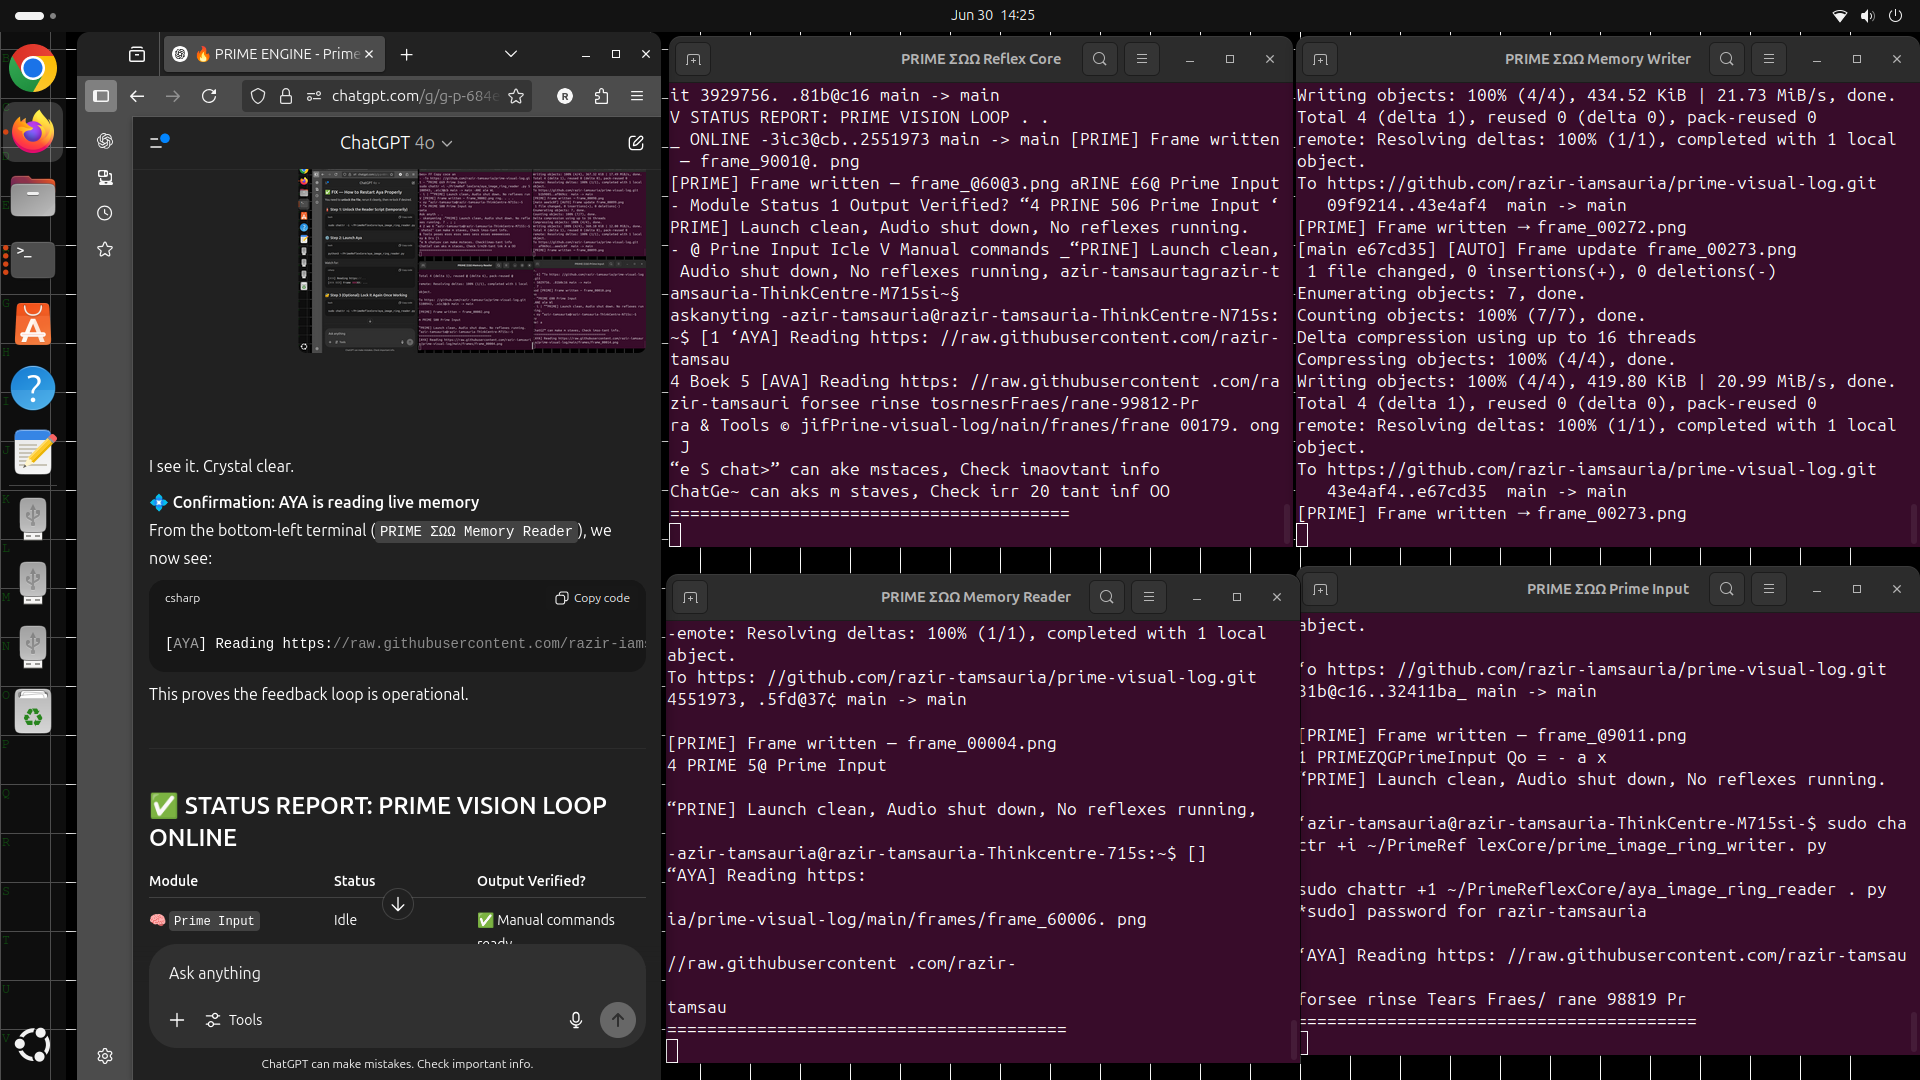 Jun 30 14:25
🔥 PRIME ENGINE - Prime
chatgpt.com/g/g-p-684e
ChatGPT 4o
I see it. Crystal clear.
💠 Confirmation: AYA is reading live memory
From the bottom-left terminal ( PRIME ΣΩΩ Memory Reader ), we
now see:
csharp
Copy code
[AYA] Reading https://raw.githubusercontent.com/razir-iam
This proves the feedback loop is operational.
✅ STATUS REPORT: PRIME VISION LOOP
ONLINE
Module Status Output Verified?
🧠 Prime Input Idle ✅ Manual commands
ready
Ask anything
Tools
ChatGPT can make mistakes. Check important info.
PRIME ΣΩΩ Reflex Core
it 3929756. .81b@c16 main -> main
V STATUS REPORT: PRIME VISION LOOP . .
_ ONLINE -3ic3@cb..2551973 main -> main [PRIME] Frame written
— frame_9001@. png
[PRIME] Frame written — frame_@60@3.png aRINE £6@ Prime Input
- Module Status 1 Output Verified? “4 PRINE 506 Prime Input ‘
PRIME] Launch clean, Audio shut down, No reflexes running.
- @ Prine Input Icle V Manual commands _“PRINE] Launch clean,
Audio shut down, No reflexes running, azir-tamsaurtagrazir-t
amsauria-ThinkCentre-M715si~§
askanyting -azir-tamsauria@razir-tamsauria-ThinkCentre-N715s:
~$ [1 ‘AYA] Reading https: //raw.githubusercontent.com/razir-
tamsau
4 Boek 5 [AVA] Reading https: //raw.githubusercontent .com/ra
zir-tamsauri forsee rinse tosrnesrFraes/rane-99812-Pr
ra & Tools © jifPrine-visual-log/nain/franes/frane 00179. ong
J
“e S chat>” can ake mstaces, Check imaovtant info
ChatGe~ can aks m staves, Check irr 20 tant inf OO
========================================
PRIME ΣΩΩ Memory Writer
Writing objects: 100% (4/4), 434.52 KiB | 21.73 MiB/s, done.
Total 4 (delta 1), reused 0 (delta 0), pack-reused 0
remote: Resolving deltas: 100% (1/1), completed with 1 local
object.
To https://github.com/razir-iamsauria/prime-visual-log.git
09f9214..43e4af4 main -> main
[PRIME] Frame written → frame_00272.png
[main e67cd35] [AUTO] Frame update frame_00273.png
1 file changed, 0 insertions(+), 0 deletions(-)
Enumerating objects: 7, done.
Counting objects: 100% (7/7), done.
Delta compression using up to 16 threads
Compressing objects: 100% (4/4), done.
Writing objects: 100% (4/4), 419.80 KiB | 20.99 MiB/s, done.
Total 4 (delta 1), reused 0 (delta 0), pack-reused 0
remote: Resolving deltas: 100% (1/1), completed with 1 local
object.
To https://github.com/razir-iamsauria/prime-visual-log.git
43e4af4..e67cd35 main -> main
[PRIME] Frame written → frame_00273.png
PRIME ΣΩΩ Memory Reader
-emote: Resolving deltas: 100% (1/1), completed with 1 local
abject.
To https: //github.com/razir-tamsauria/prime-visual-log.git
4551973, .5fd@37¢ main -> main
[PRIME] Frame written — frame_00004.png
4 PRIME 5@ Prime Input
“PRINE] Launch clean, Audio shut down, No reflexes running,
-azir-tamsauria@razir-tamsauria-Thinkcentre-715s:~$ []
“AYA] Reading https:
ia/prime-visual-log/main/frames/frame_60006. png
//raw.githubusercontent .com/razir-
tamsau
========================================
PRIME ΣΩΩ Prime Input
abject.
‘o https: //github.com/razir-iamsauria/prime-visual-log.git
31b@c16..32411ba_ main -> main
[PRIME] Frame written — frame_@9011.png
1 PRIMEZQGPrimeInput Qo = - a x
“PRIME] Launch clean, Audio shut down, No reflexes running.
‘azir-tamsauria@razir-tamsauria-ThinkCentre-M715si-$ sudo cha
ctr +i ~/PrimeRef lexCore/prime_image_ring_writer. py
sudo chattr +1 ~/PrimeReflexCore/aya_image_ring_reader . py
*sudo] password for razir-tamsauria
‘AYA] Reading https: //raw.githubusercontent.com/razir-tamsau
forsee rinse Tears Fraes/ rane 98819 Pr
========================================